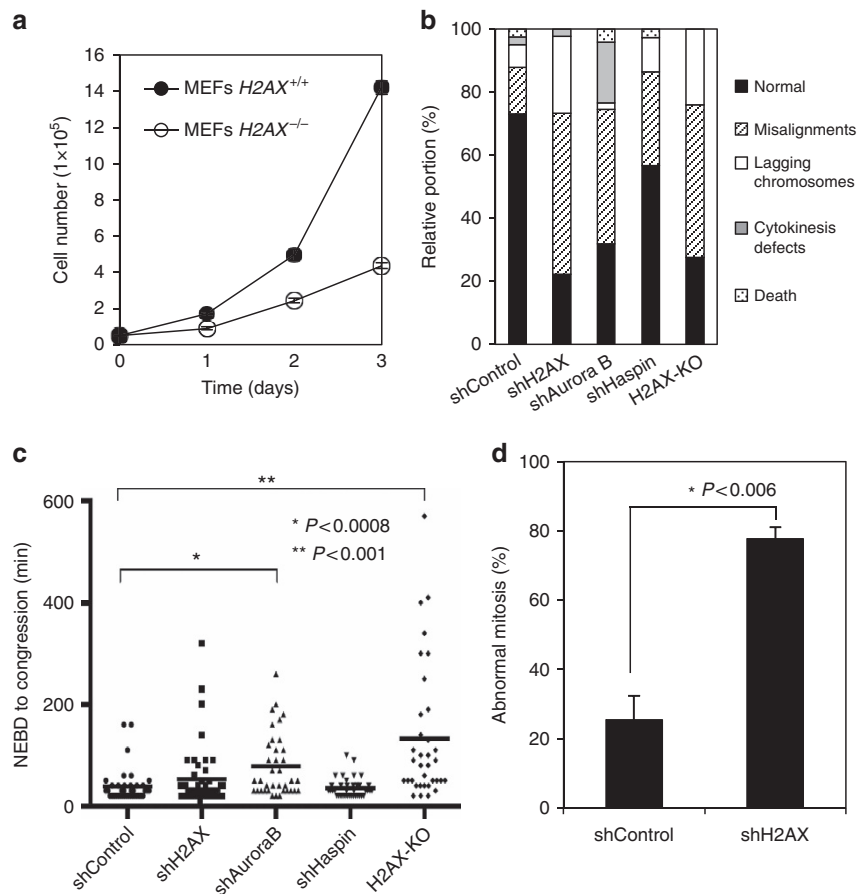 a
16
14
12
10
8
6
4
2
0
Cell number (1×10⁵)
MEFs H2AX+/+
MEFs H2AX−/−
0 1 2 3
Time (days)
b
100
80
60
40
20
0
Relative portion (%)
shControl
shH2AX
shAurora B
shHaspin
H2AX-KO
Normal
Misalignments
Lagging
chromosomes
Cytokinesis
defects
Death
c
600
400
200
0
NEBD to congression (min)
**
* P<0.0008
** P<0.001
*
shControl
shH2AX
shAuroraB
shHaspin
H2AX-KO
d
100
80
60
40
20
0
Abnormal mitosis (%)
* P<0.006
shControl
shH2AX